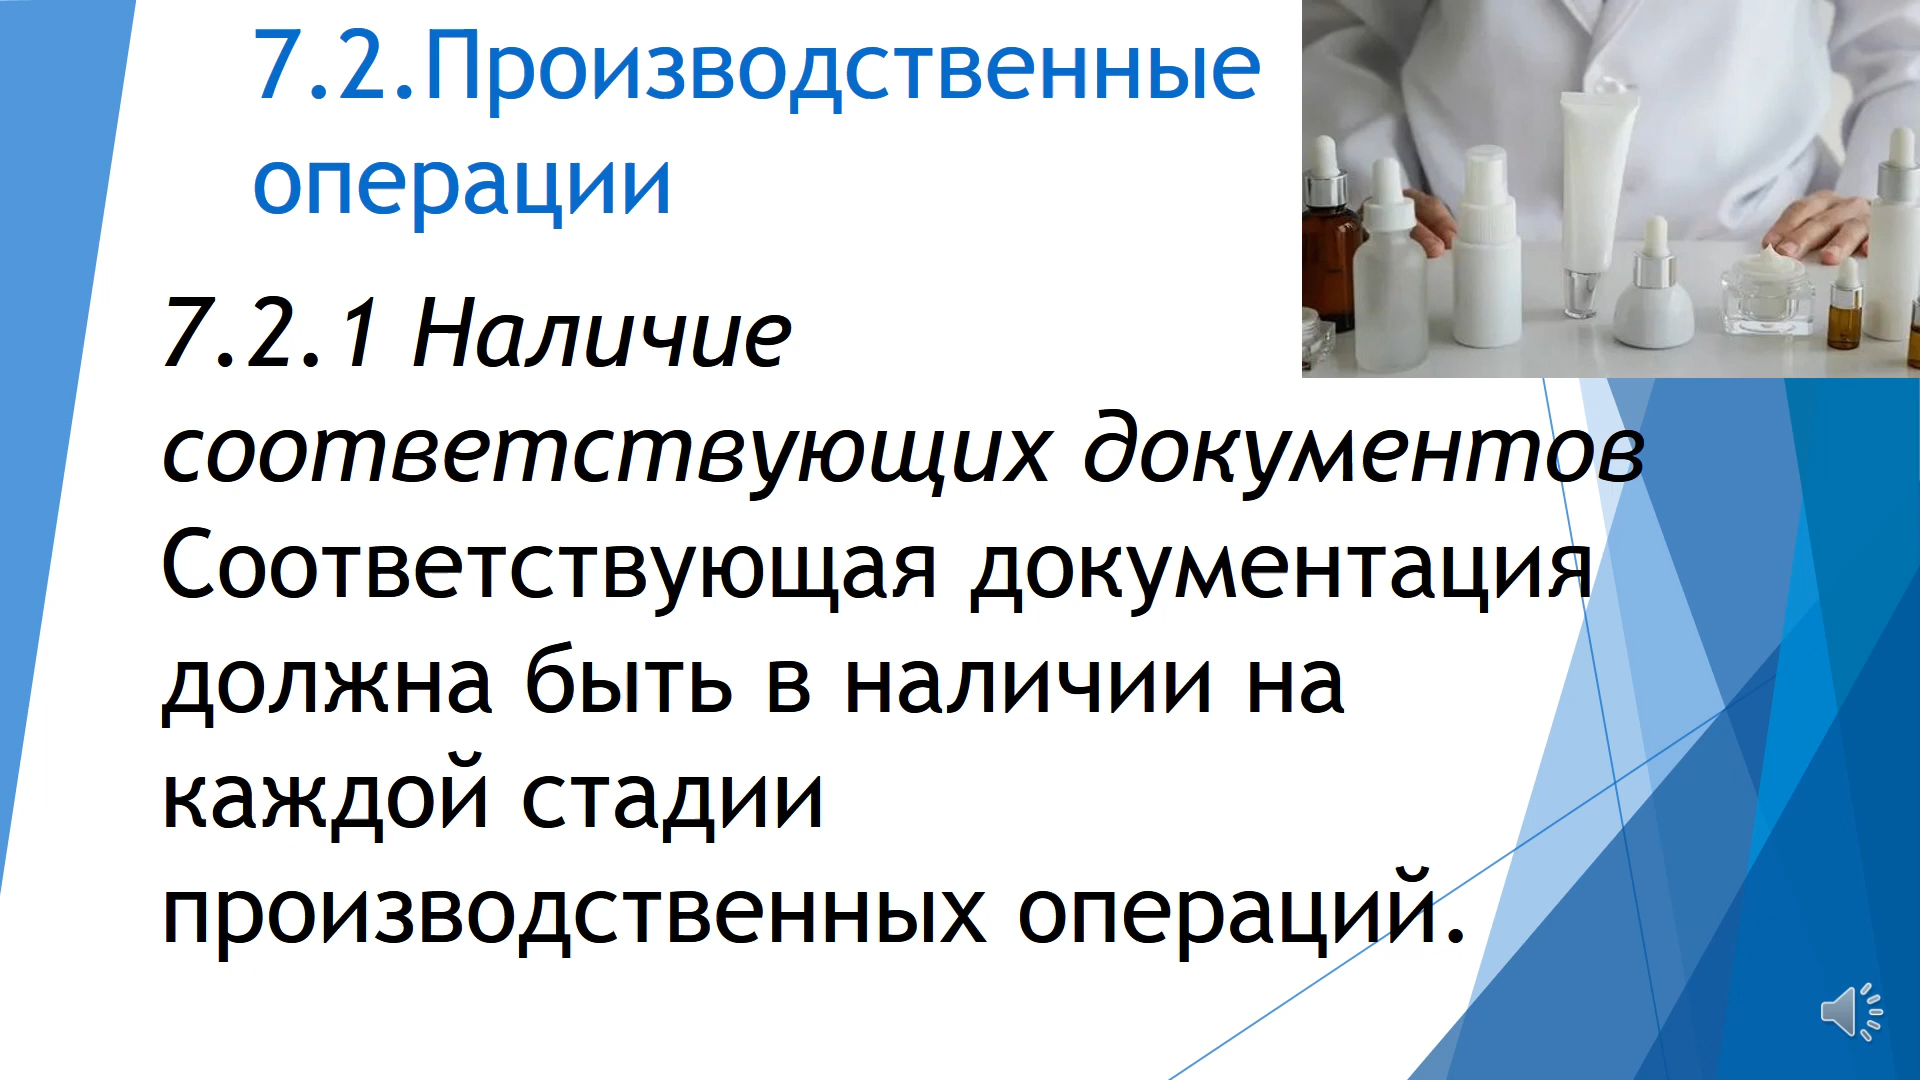 7.2.Производственные
операции
7.2.1 Наличие
соответствующих документов
Соответствующая документация
должна быть в наличии на
каждой стадии
производственных операций.